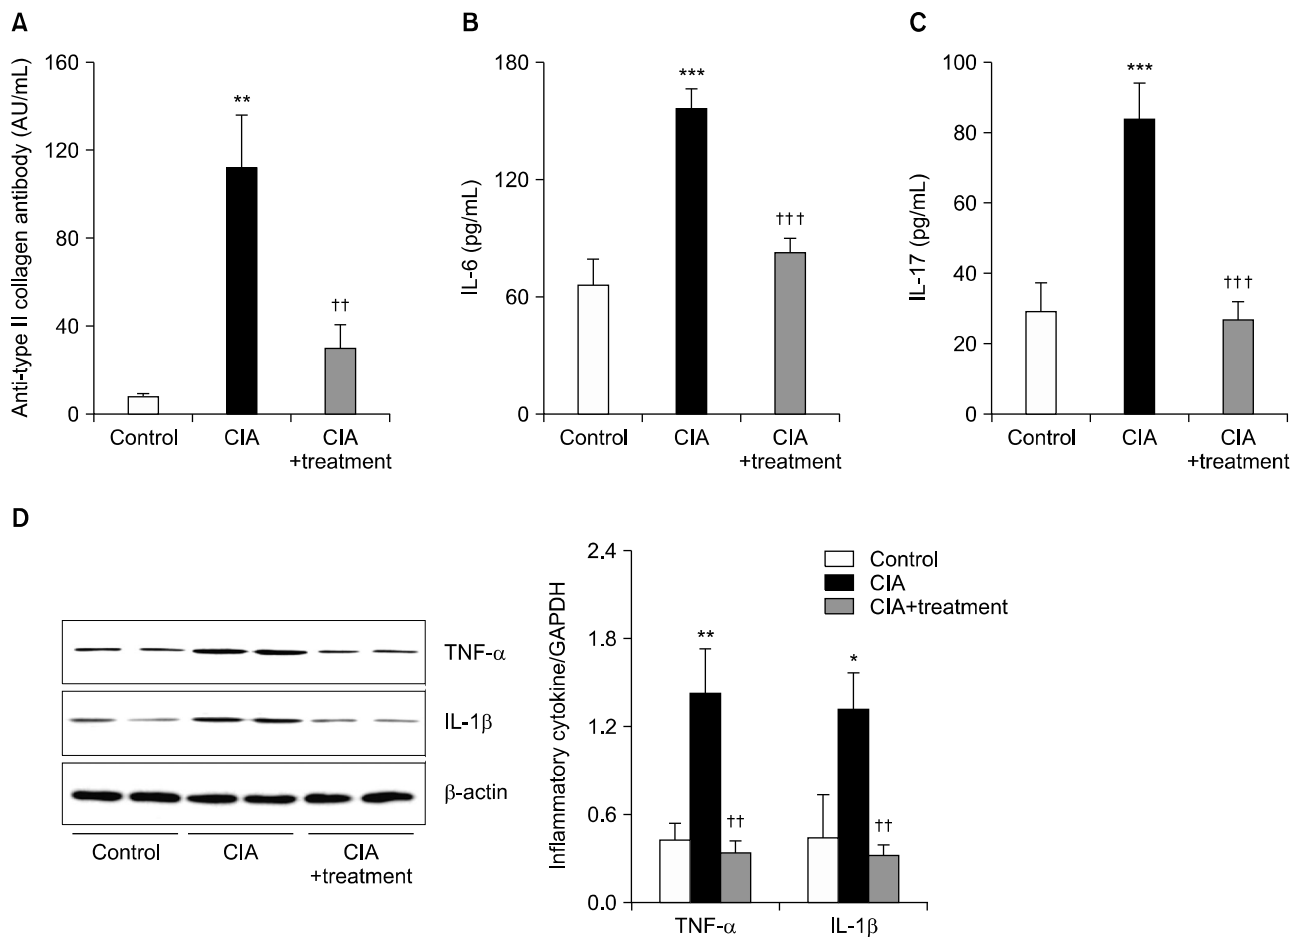 A
Anti-type II collagen antibody (AU/mL)
160
120
80
40
0
**
††
Control
CIA
CIA
+treatment
B
IL-6 (pg/mL)
180
120
60
0
***
†††
Control
CIA
CIA
+treatment
C
IL-17 (pg/mL)
100
80
60
40
20
0
***
†††
Control
CIA
CIA
+treatment
D
TNF-α
IL-1β
β-actin
Control
CIA
CIA
+treatment
Inflammatory cytokine/GAPDH
2.4
1.8
1.2
0.6
0.0
Control
CIA
CIA+treatment
**
††
*
††
TNF-α
IL-1β